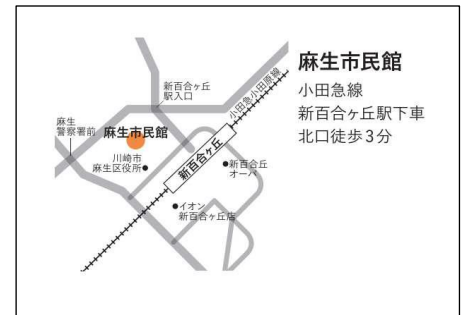 麻生市民館
小田急線
新百合ヶ丘駅下車
北口徒歩3分
新百合ヶ丘
駅入口
小田急小田原線
麻生
警察署前
麻生市民館
川崎市
麻生区役所
新百合ヶ丘
新百合丘
オーパ
イオン
新百合ヶ丘店